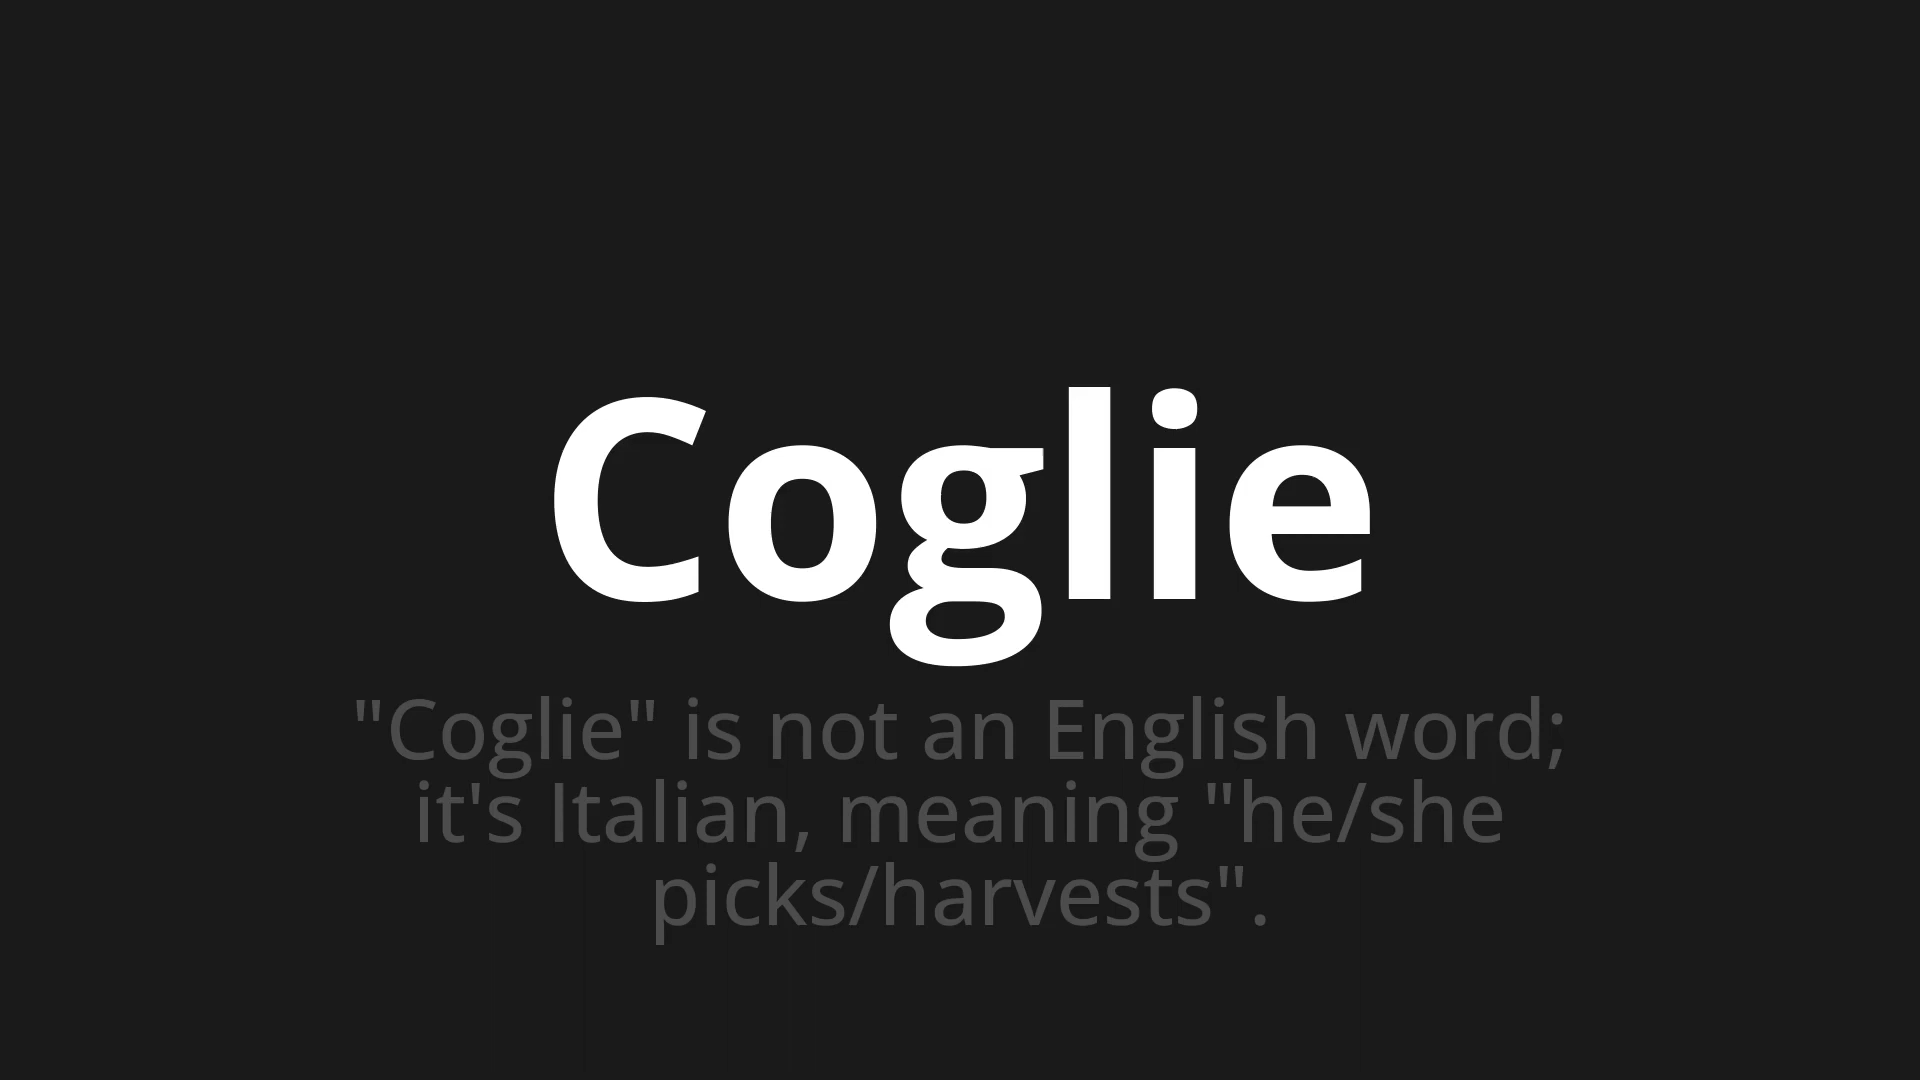 Coglie
"Coglie" is not an English word;
it's Italian, meaning "he/she
picks/harvests".